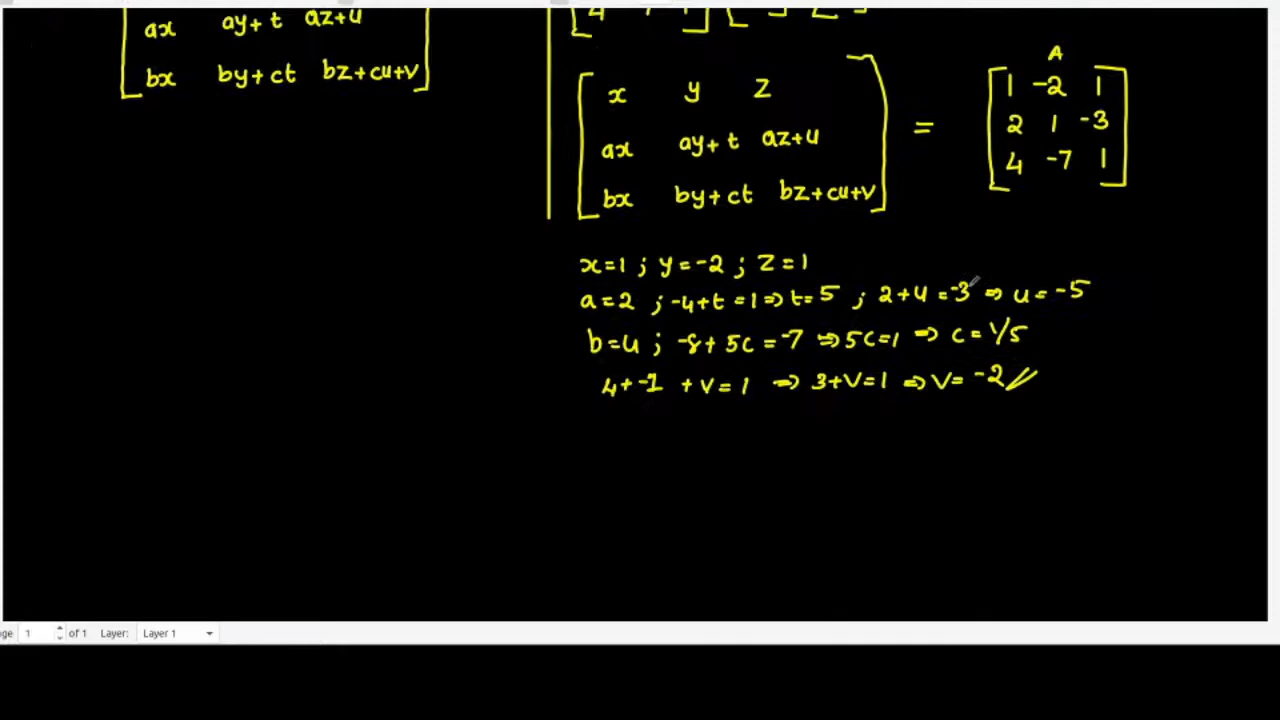 ax ay+t az+u
bx by+ct bz+cu+v
A
x y z
ax ay+t az+u
bx by+ct bz+cu+v
=
1 -2 1
2 1 -3
4 -7 1
x=1 ; y=-2 ; z=1
a=2 ; -4+t=1 => t=5 ; 2+u=-3 => u=-5
b=4 ; -8+5c=-7 => 5c=1 => c=1/5
4+-1 +v=1 => 3+v=1 => v=-2//
age 1 of 1 Layer: Layer 1